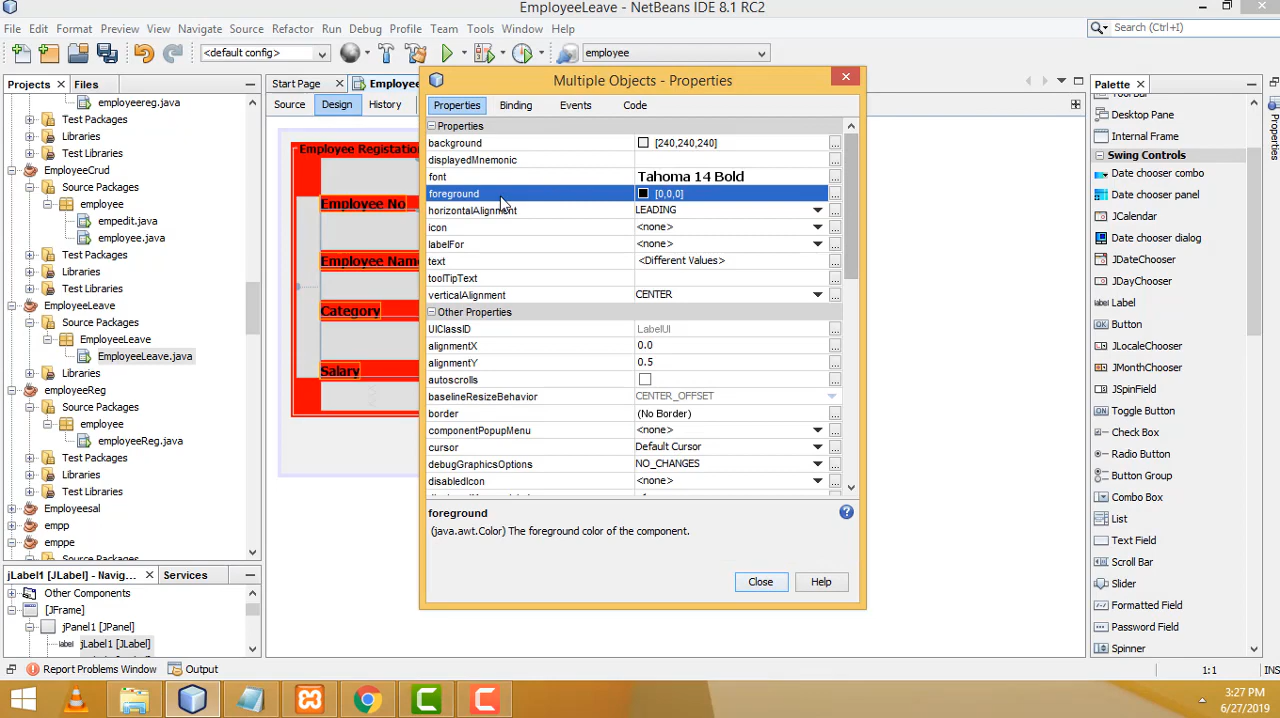 EmployeeLeave - NetBeans IDE 8.1 RC2
File Edit Format Preview View Navigate Source Refactor Run Debug Profile Team Tools Window Help
Search (Ctrl+I)
<default config>
employee
Projects
Files
employeereg.java
Test Packages
Libraries
Test Libraries
EmployeeCrud
Source Packages
employee
empedit.java
employee.java
Test Packages
Libraries
Test Libraries
EmployeeLeave
Source Packages
EmployeeLeave
EmployeeLeave.java
Libraries
employeeReg
Source Packages
employee
employeeReg.java
Test Packages
Libraries
Test Libraries
Employeesal
empp
emppe
Source Packages
jLabel1 [JLabel] - Navig...
Services
Other Components
[JFrame]
jPanel1 [JPanel]
label
jLabel1 [JLabel]
Report Problems Window
Output
Start Page
Employee
Source
Design
History
Employee Registation
Employee No
Employee Name
Category
Salary
Multiple Objects - Properties
Properties
Binding
Events
Code
Properties
background [240,240,240]
displayedMnemonic
font Tahoma 14 Bold
foreground [0,0,0]
horizontalAlignment LEADING
icon <none>
labelFor <none>
text <Different Values>
toolTipText
verticalAlignment CENTER
Other Properties
UIClassID LabelUI
alignmentX 0.0
alignmentY 0.5
autoscrolls
baselineResizeBehavior CENTER_OFFSET
border (No Border)
componentPopupMenu <none>
cursor Default Cursor
debugGraphicsOptions NO_CHANGES
disabledIcon <none>
foreground
(java.awt.Color) The foreground color of the component.
Close
Help
Palette
Desktop Pane
Internal Frame
Swing Controls
Date chooser combo
Date chooser panel
JCalendar
Date chooser dialog
JDateChooser
JDayChooser
Label
Button
JLocaleChooser
JMonthChooser
JSpinField
Toggle Button
Check Box
Radio Button
Button Group
Combo Box
List
Text Field
Scroll Bar
Slider
Formatted Field
Password Field
Spinner
Properties
1:1
INS
3:27 PM
6/27/2019